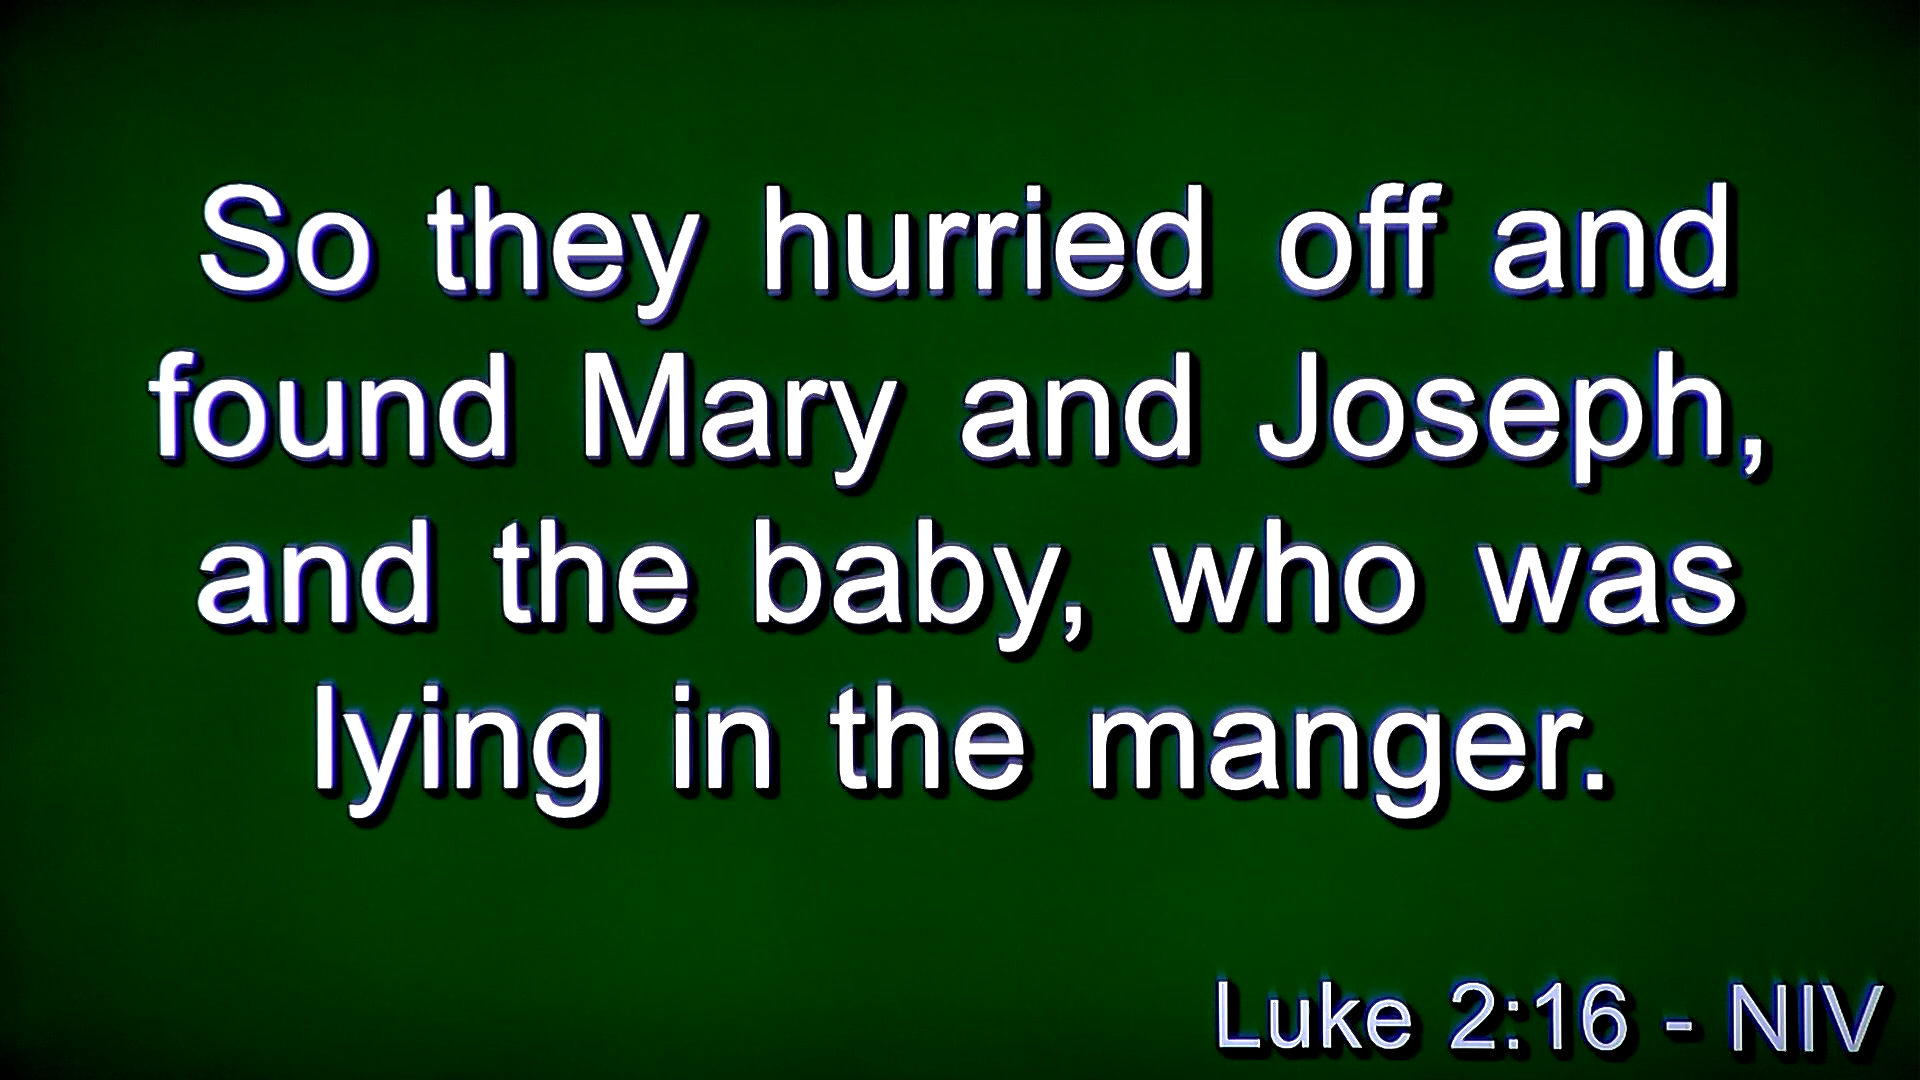 So they hurried off and
found Mary and Joseph,
and the baby, who was
lying in the manger.
Luke 2:16 - NIV